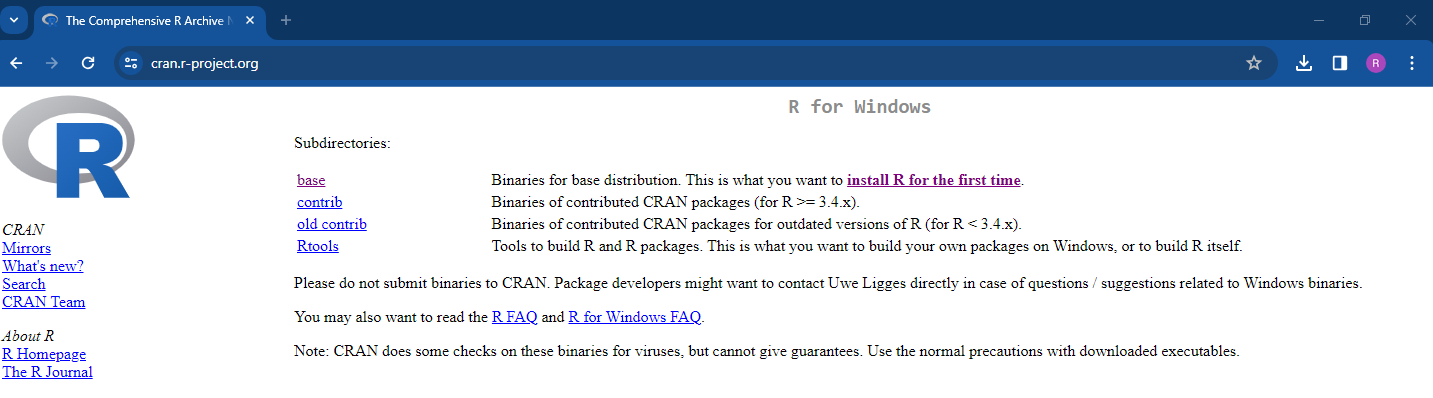 The Comprehensive R Archive N
cran.r-project.org
R
R
R for Windows
Subdirectories:
base Binaries for base distribution. This is what you want to install R for the first time.
contrib Binaries of contributed CRAN packages (for R >= 3.4.x).
old contrib Binaries of contributed CRAN packages for outdated versions of R (for R < 3.4.x).
Rtools Tools to build R and R packages. This is what you want to build your own packages on Windows, or to build R itself.
Please do not submit binaries to CRAN. Package developers might want to contact Uwe Ligges directly in case of questions / suggestions related to Windows binaries.
You may also want to read the R FAQ and R for Windows FAQ.
Note: CRAN does some checks on these binaries for viruses, but cannot give guarantees. Use the normal precautions with downloaded executables.
CRAN
Mirrors
What's new?
Search
CRAN Team
About R
R Homepage
The R Journal